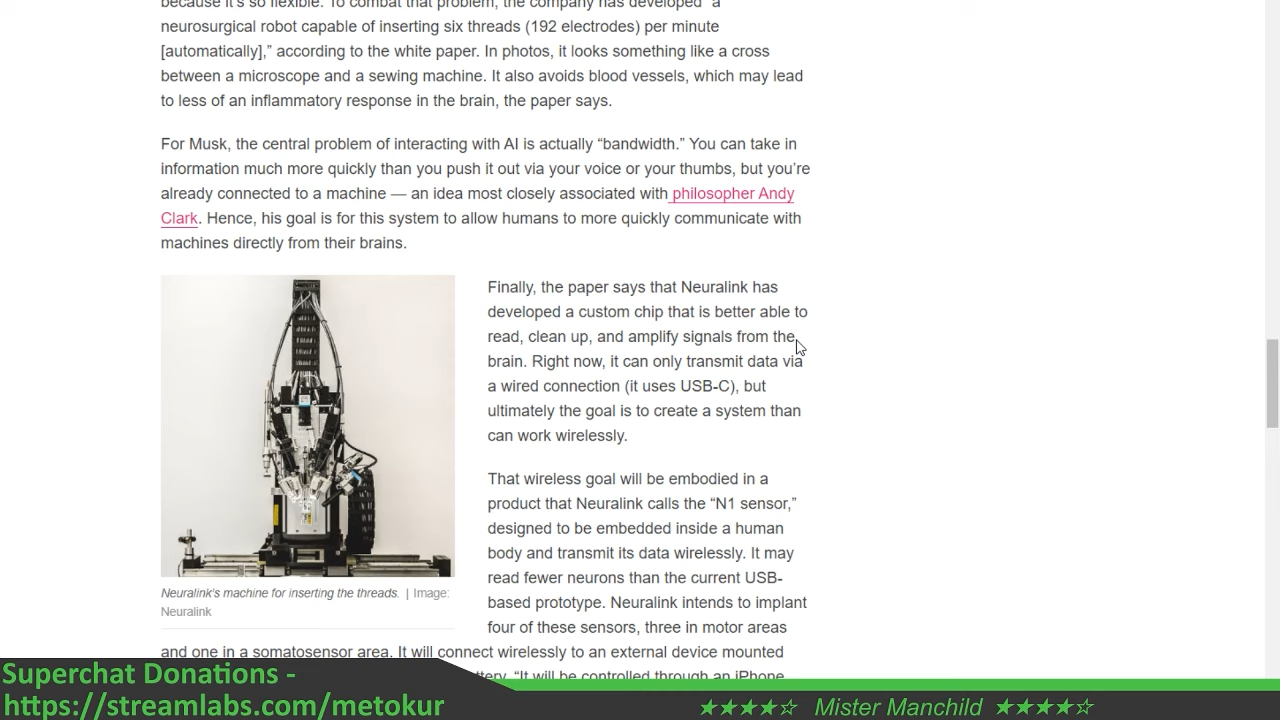 because it's so flexible. To combat that problem, the company has developed "a
neurosurgical robot capable of inserting six threads (192 electrodes) per minute
[automatically],” according to the white paper. In photos, it looks something like a cross
between a microscope and a sewing machine. It also avoids blood vessels, which may lead
to less of an inflammatory response in the brain, the paper says.
For Musk, the central problem of interacting with AI is actually “bandwidth.” You can take in
information much more quickly than you push it out via your voice or your thumbs, but you’re
already connected to a machine — an idea most closely associated with philosopher Andy
Clark. Hence, his goal is for this system to allow humans to more quickly communicate with
machines directly from their brains.
Finally, the paper says that Neuralink has
developed a custom chip that is better able to
read, clean up, and amplify signals from the
brain. Right now, it can only transmit data via
a wired connection (it uses USB-C), but
ultimately the goal is to create a system than
can work wirelessly.
That wireless goal will be embodied in a
product that Neuralink calls the “N1 sensor,”
designed to be embedded inside a human
body and transmit its data wirelessly. It may
read fewer neurons than the current USB-
based prototype. Neuralink intends to implant
four of these sensors, three in motor areas
Neuralink's machine for inserting the threads. | Image:
Neuralink
and one in a somatosensor area. It will connect wirelessly to an external device mounted
“It will be controlled through an iPhone
Superchat Donations -
https://streamlabs.com/metokur
★★★★☆ Mister Manchild ★★★★☆